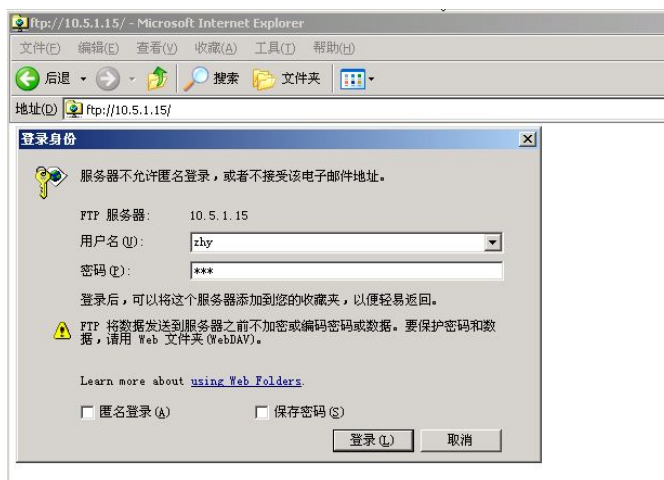 ftp://10.5.1.15/ - Microsoft Internet Explorer
文件(F) 编辑(E) 查看(V) 收藏(A) 工具(T) 帮助(H)
后退 搜索 文件夹
地址(D) ftp://10.5.1.15/
登录身份
服务器不允许匿名登录，或者不接受该电子邮件地址。
FTP 服务器: 10.5.1.15
用户名(U): zhy
密码(P): ***
登录后，可以将这个服务器添加到您的收藏夹，以便轻易返回。
FTP 将数据发送到服务器之前不加密或编码密码或数据。要保护密码和数
据，请用 Web 文件夹(WebDAV)。
Learn more about using Web Folders.
匿名登录(A) 保存密码(S)
登录(L) 取消